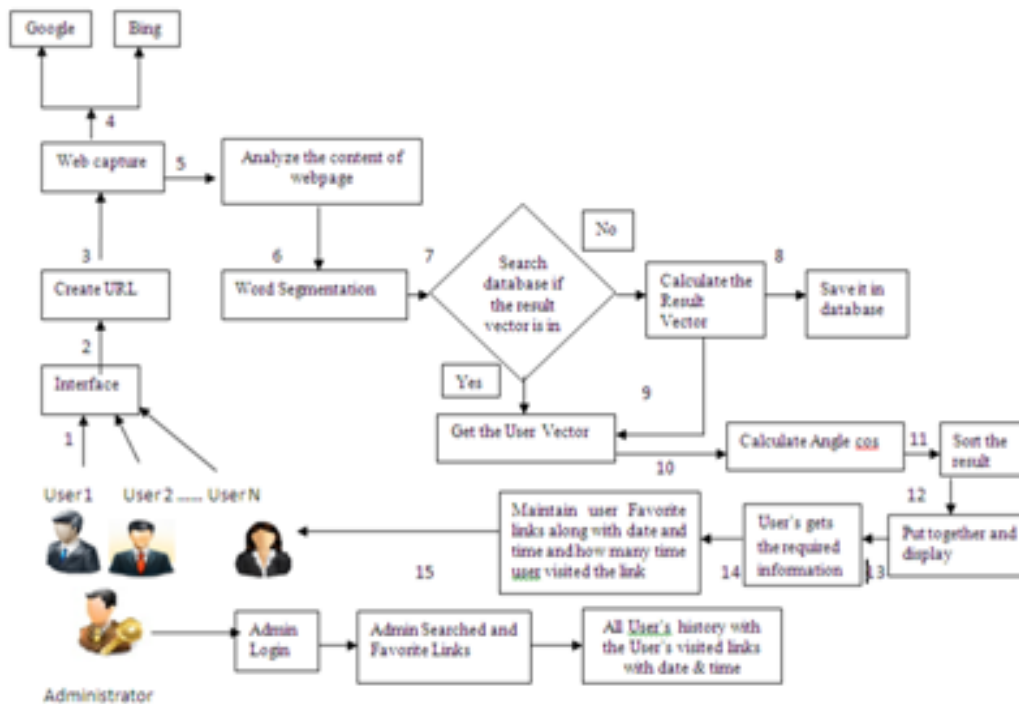 Google
Bing
4
Web capture
5
Analyze the content of
webpage
3
6
7
No
8
Create URL
Word Segmentation
Search
database if
the result
vector is in
Calculate the
Result
Vector
Save it in
database
2
Interface
Yes
9
1
Get the User Vector
10
Calculate Angle cos
11
Sort the
result
User 1
User 2 ...... User N
12
Maintain user Favorite
links along with date and
time and how many time
user visited the link
User's gets
the required
information
Put together and
display
15
14
13
Admin
Login
Admin Searched and
Favorite Links
All User's history with
the User's visited links
with date & time
Administrator